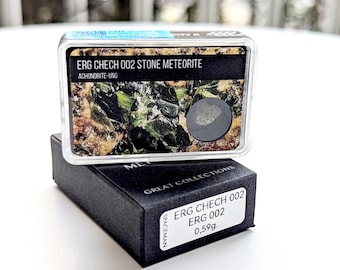 ERG CHECH 002 STONE METEORITE
ACHONDRITE-UNG
GREAT COLLECTIONS
ERG CHECH 002
ERG 002
0,59g.